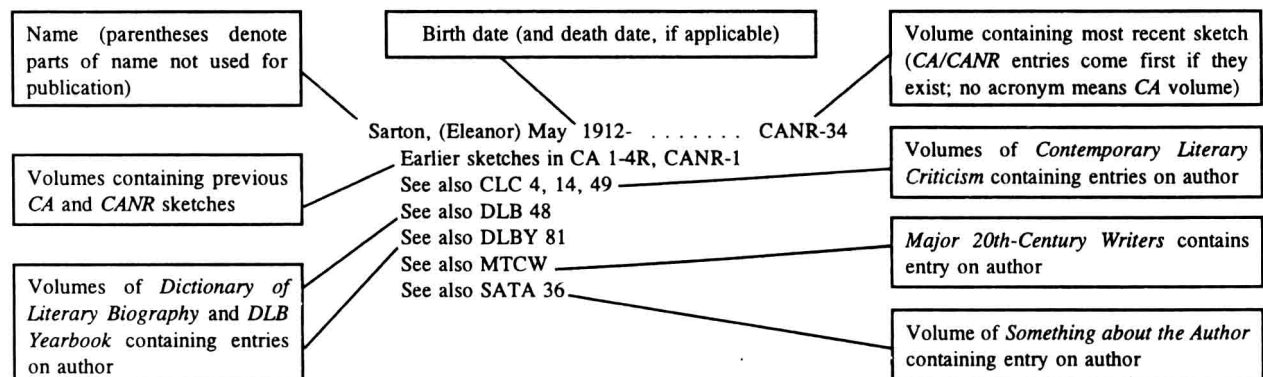 Name (parentheses denote
parts of name not used for
publication)
Birth date (and death date, if applicable)
Volume containing most recent sketch
(CA/CANR entries come first if they
exist; no acronym means CA volume)
Sarton, (Eleanor) May 1912- . . . . . . . CANR-34
Earlier sketches in CA 1-4R, CANR-1
See also CLC 4, 14, 49
See also DLB 48
See also DLBY 81
See also MTCW
See also SATA 36
Volumes containing previous
CA and CANR sketches
Volumes of Dictionary of
Literary Biography and DLB
Yearbook containing entries
on author
Volumes of Contemporary Literary
Criticism containing entries on author
Major 20th-Century Writers contains
entry on author
Volume of Something about the Author
containing entry on author